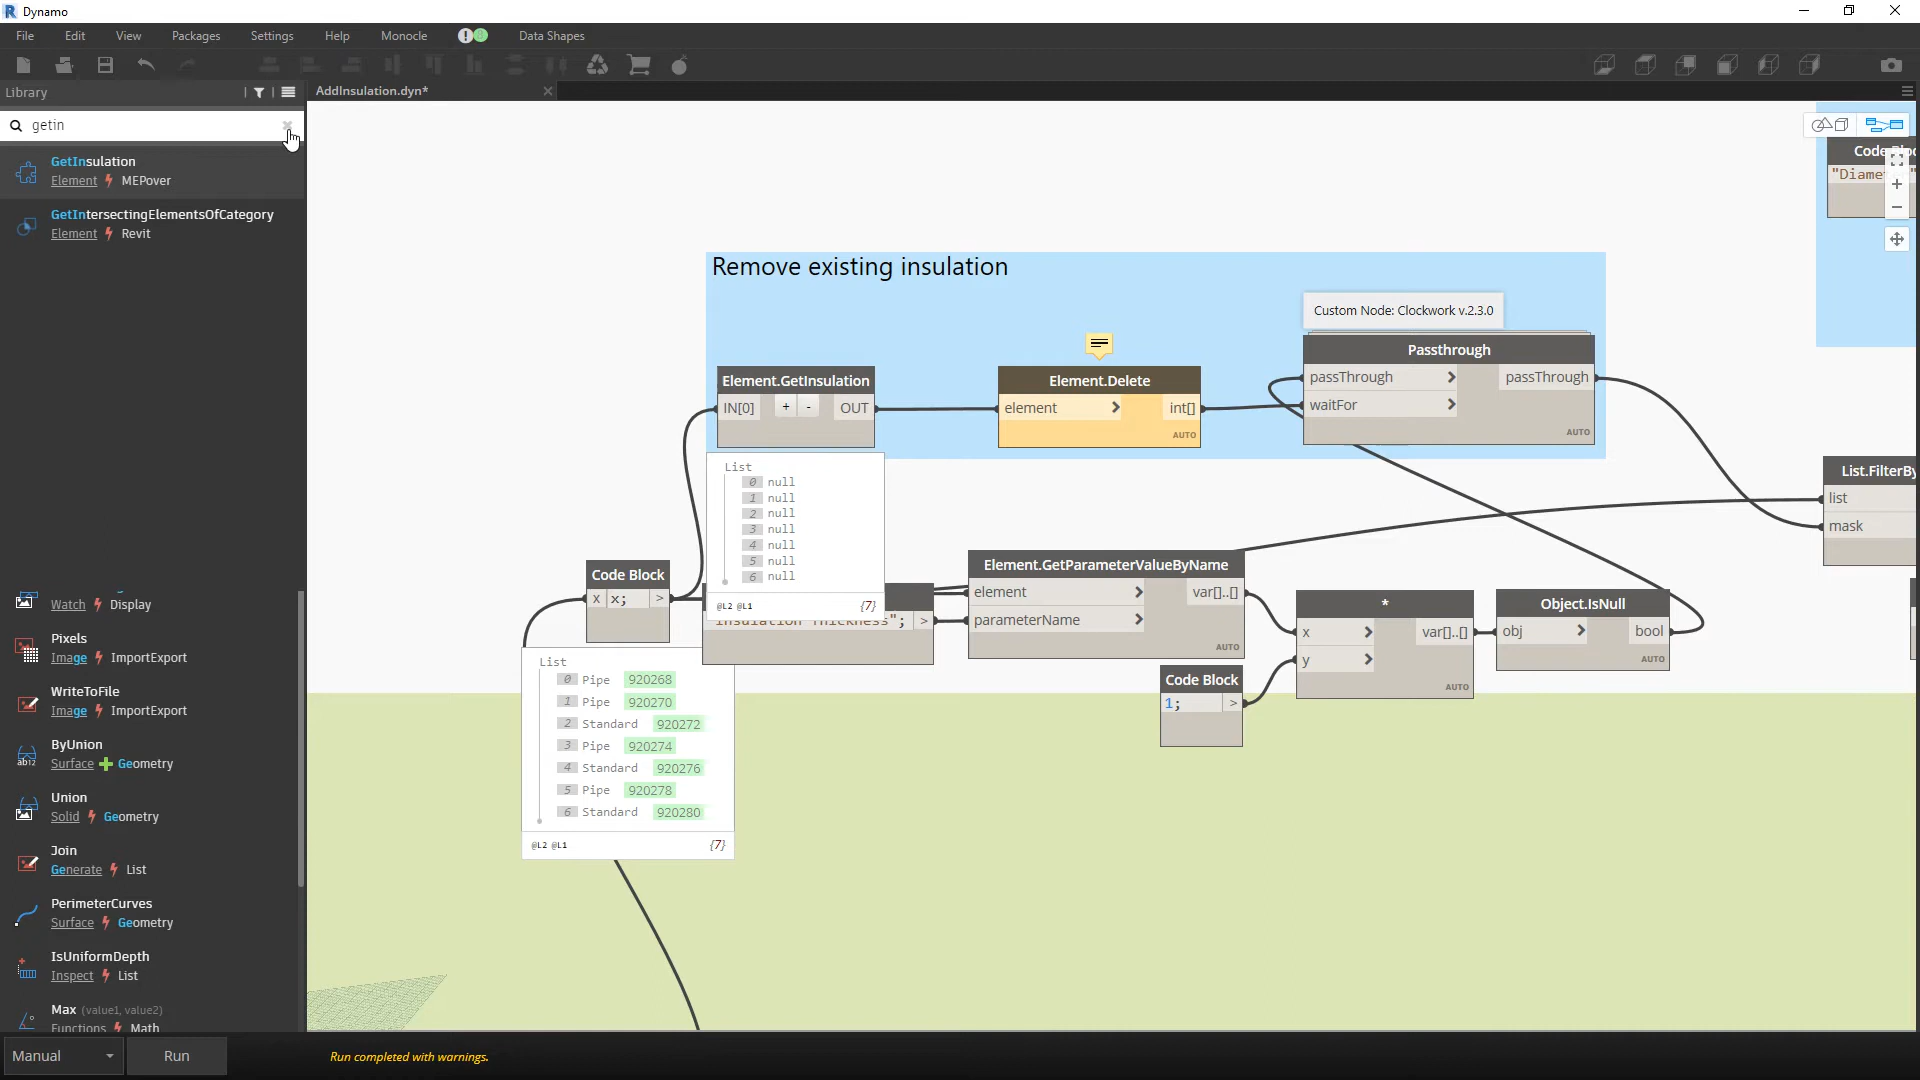 Dynamo
File Edit View Packages Settings Help Monocle Data Shapes
Library
AddInsulation.dyn*
getin
GetInsulation
Element MEPover
GetIntersectingElementsOfCategory
Element Revit
Watch Display
Pixels
Image ImportExport
WriteToFile
Image ImportExport
ByUnion
Surface Geometry
Union
Solid Geometry
Join
Generate List
PerimeterCurves
Surface Geometry
IsUniformDepth
Inspect List
Max (value1, value2)
Functions Math
Remove existing insulation
Custom Node: Clockwork v.2.3.0
Element.GetInsulation
IN[0] + - OUT
Element.Delete
element > int[]
AUTO
Passthrough
passThrough > passThrough
waitFor >
AUTO
List
0 null
1 null
2 null
3 null
4 null
5 null
6 null
@L2 @L1 {7}
Code Block
x x; >
Thickness"; >
Element.GetParameterValueByName
element > var[]..[]
parameterName >
AUTO
Code Block
1; >
*
x > var[]..[]
y >
AUTO
Object.IsNull
obj > bool
AUTO
List.FilterBy
list
mask
"Diame
List
0 Pipe 920268
1 Pipe 920270
2 Standard 920272
3 Pipe 920274
4 Standard 920276
5 Pipe 920278
6 Standard 920280
@L2 @L1 {7}
Manual Run Run completed with warnings.